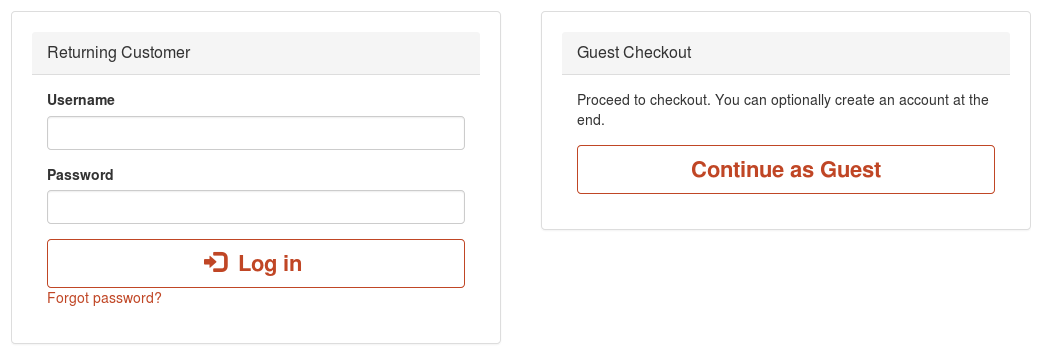 Returning Customer
Username
Password
Log in
Forgot password?
Guest Checkout
Proceed to checkout. You can optionally create an account at the
end.
Continue as Guest